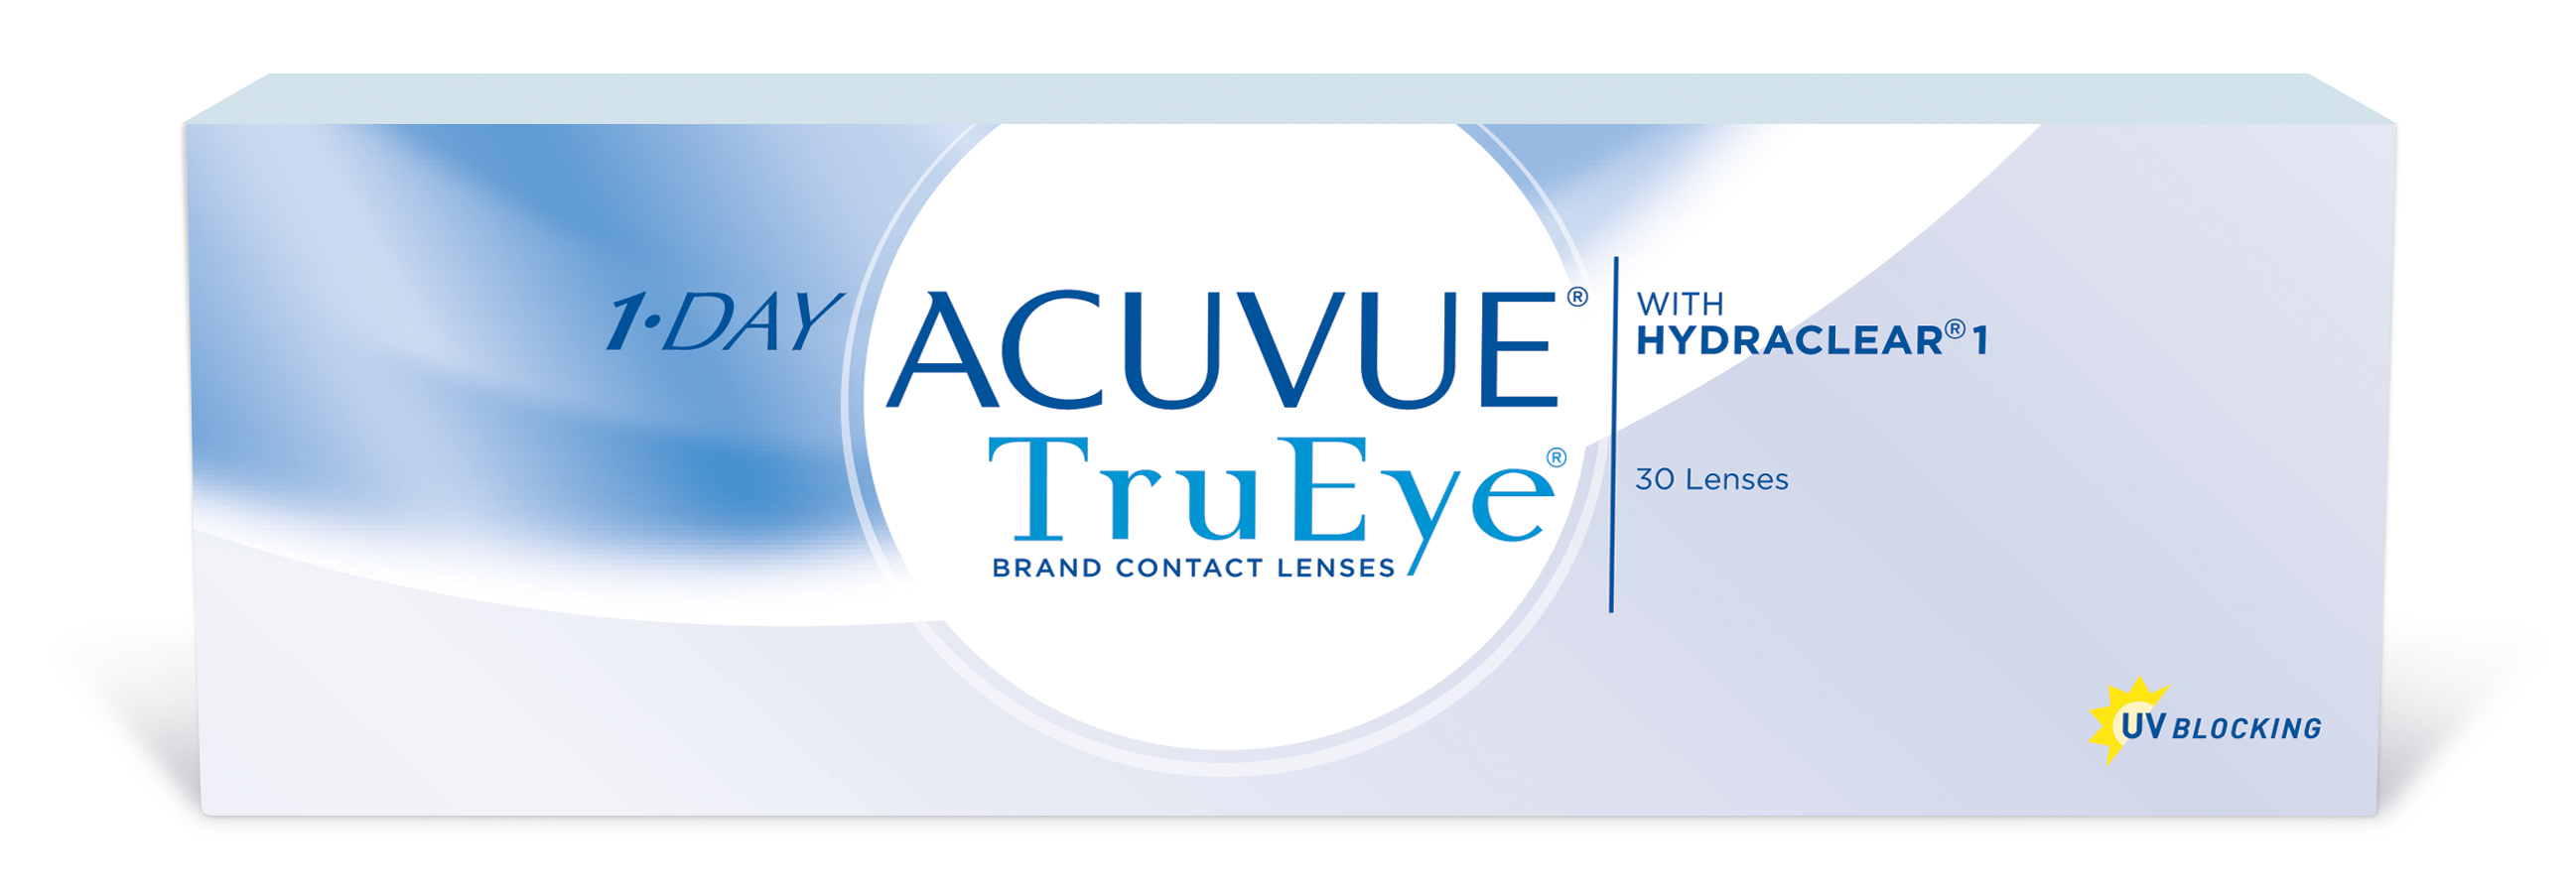 1·DAY ACUVUE®
TruEye®
BRAND CONTACT LENSES
WITH
HYDRACLEAR® 1
30 Lenses
UV BLOCKING